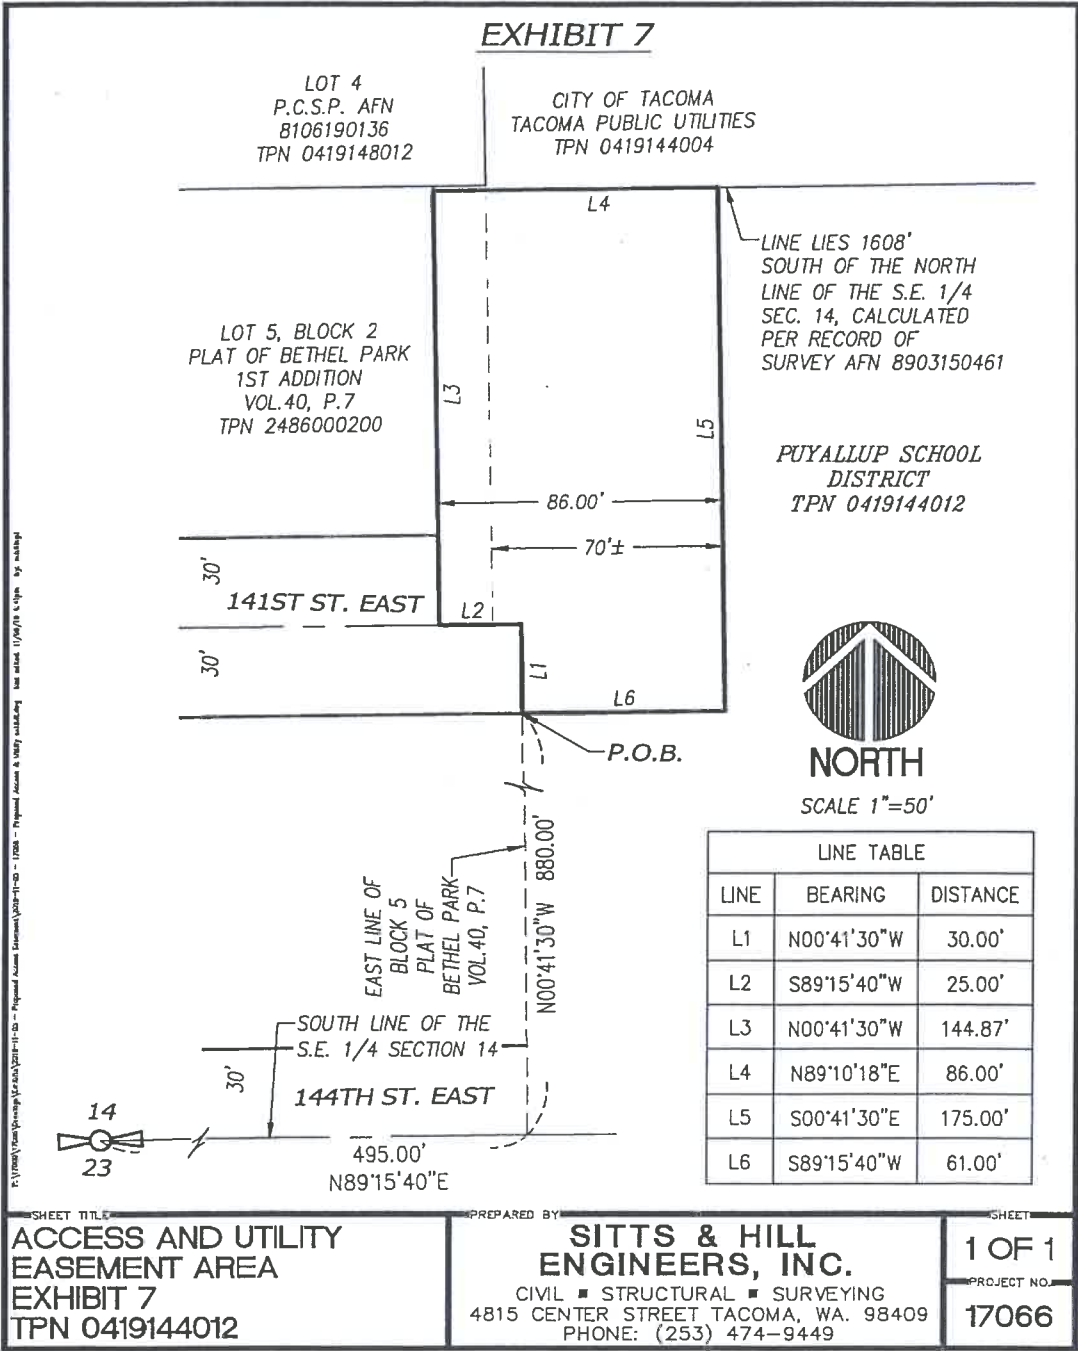 EXHIBIT 7
LOT 4
P.C.S.P. AFN
8106190136
TPN 0419148012
CITY OF TACOMA
TACOMA PUBLIC UTILITIES
TPN 0419144004
L4
LINE LIES 1608'
SOUTH OF THE NORTH
LINE OF THE S.E. 1/4
SEC. 14, CALCULATED
PER RECORD OF
SURVEY AFN 8903150461
LOT 5, BLOCK 2
PLAT OF BETHEL PARK
1ST ADDITION
VOL.40, P.7
TPN 2486000200
L3
L5
PUYALLUP SCHOOL
DISTRICT
TPN 0419144012
86.00'
70'±
30'
141ST ST. EAST
L2
30'
L1
L6
P.O.B.
NORTH
SCALE 1"=50'
EAST LINE OF
BLOCK 5
PLAT OF
BETHEL PARK
VOL.40, P.7
N00°41'30"W 880.00'
SOUTH LINE OF THE
S.E. 1/4 SECTION 14
30'
144TH ST. EAST
14
23
495.00'
N89°15'40"E
LINE TABLE
LINE BEARING DISTANCE
L1 N00°41'30"W 30.00'
L2 S89°15'40"W 25.00'
L3 N00°41'30"W 144.87'
L4 N89°10'18"E 86.00'
L5 S00°41'30"E 175.00'
L6 S89°15'40"W 61.00'
SHEET TITLE
ACCESS AND UTILITY
EASEMENT AREA
EXHIBIT 7
TPN 0419144012
PREPARED BY
SITTS & HILL
ENGINEERS, INC.
CIVIL ■ STRUCTURAL ■ SURVEYING
4815 CENTER STREET TACOMA, WA. 98409
PHONE: (253) 474-9449
SHEET
1 OF 1
PROJECT NO.
17066